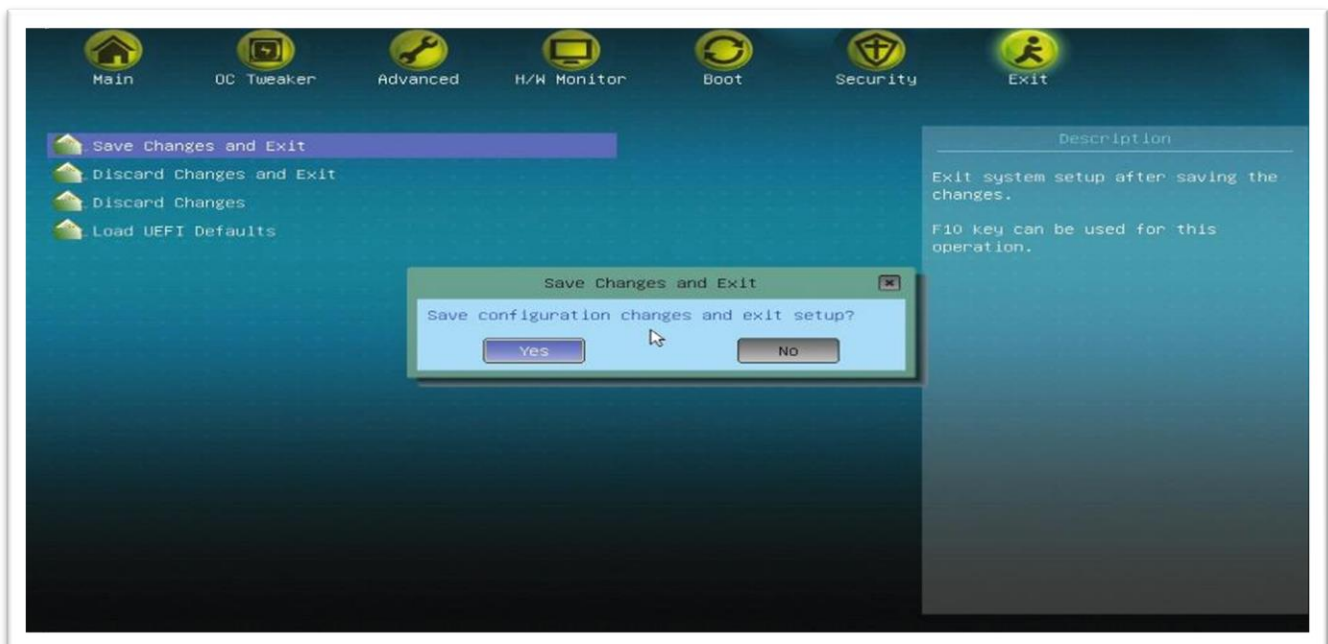 Main OC Tweaker Advanced H/W Monitor Boot Security Exit
Save Changes and Exit
Discard Changes and Exit
Discard Changes
Load UEFI Defaults
Description
Exit system setup after saving the
changes.
F10 key can be used for this
operation.
Save Changes and Exit
Save configuration changes and exit setup?
Yes No